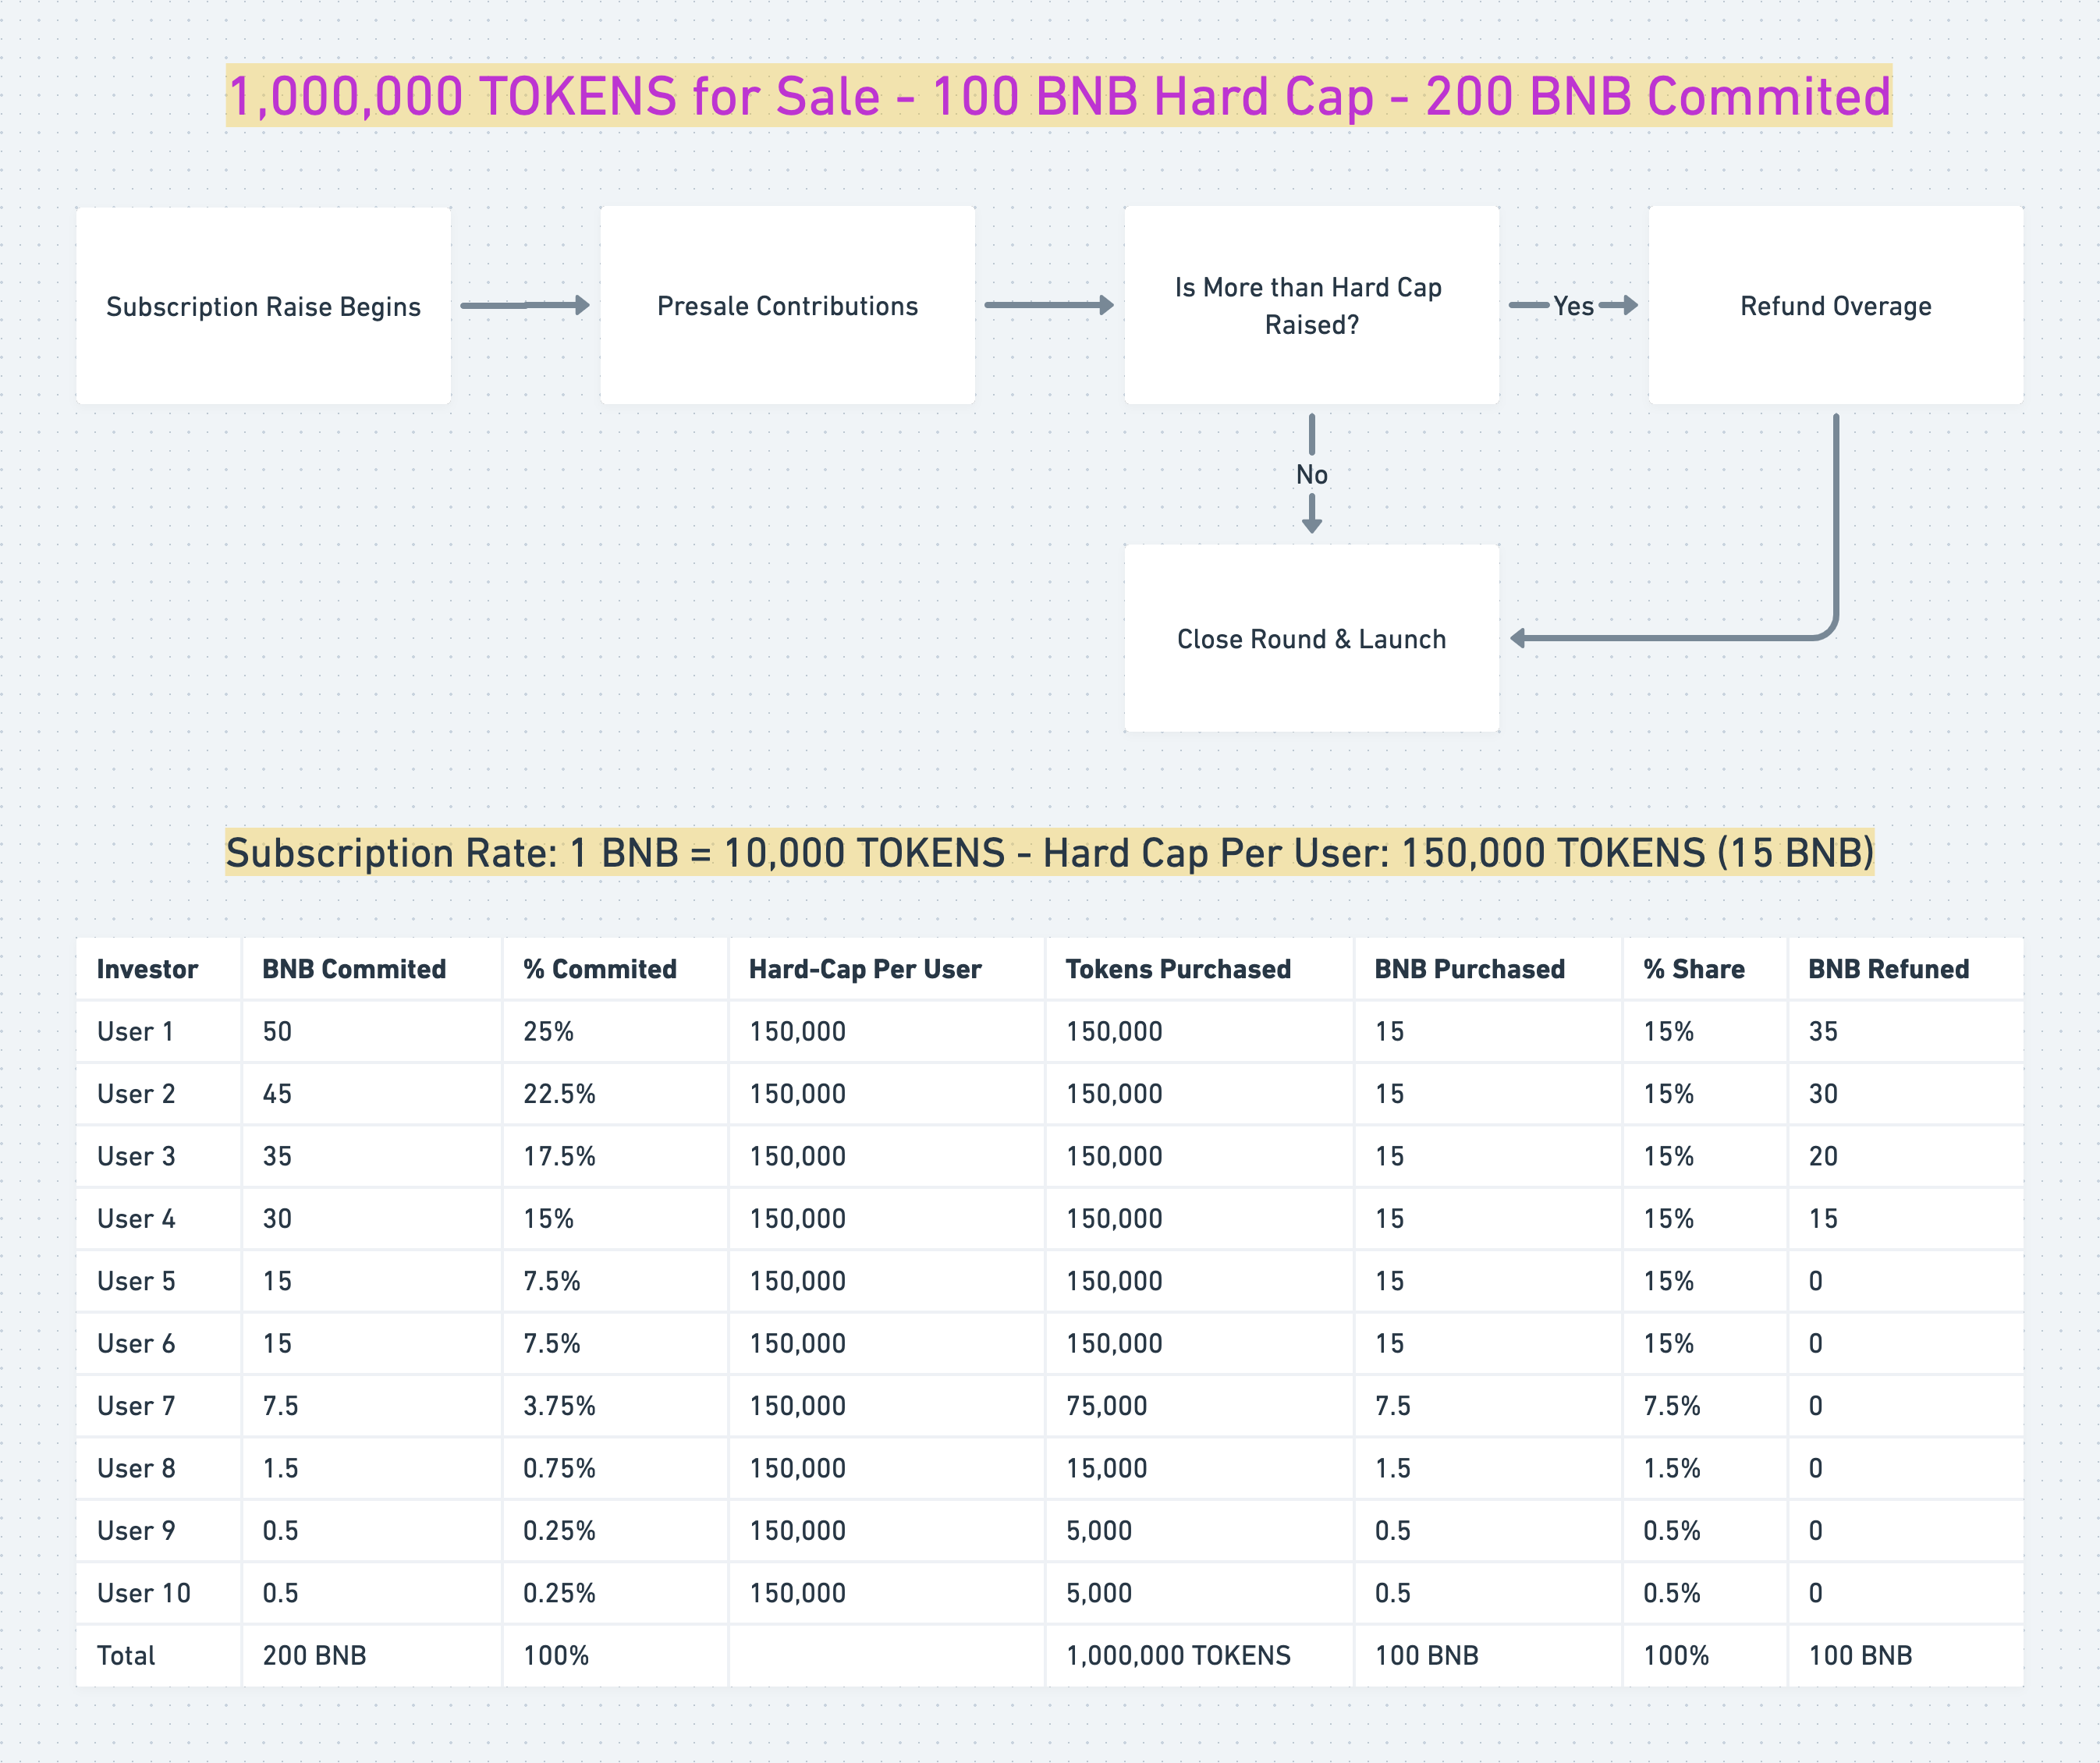 1,000,000 TOKENS for Sale - 100 BNB Hard Cap - 200 BNB Commited
Subscription Raise Begins
Presale Contributions
Is More than Hard Cap
Raised?
Yes
Refund Overage
No
Close Round & Launch
Subscription Rate: 1 BNB = 10,000 TOKENS - Hard Cap Per User: 150,000 TOKENS (15 BNB)
Investor BNB Commited % Commited Hard-Cap Per User Tokens Purchased BNB Purchased % Share BNB Refuned
User 1 50 25% 150,000 150,000 15 15% 35
User 2 45 22.5% 150,000 150,000 15 15% 30
User 3 35 17.5% 150,000 150,000 15 15% 20
User 4 30 15% 150,000 150,000 15 15% 15
User 5 15 7.5% 150,000 150,000 15 15% 0
User 6 15 7.5% 150,000 150,000 15 15% 0
User 7 7.5 3.75% 150,000 75,000 7.5 7.5% 0
User 8 1.5 0.75% 150,000 15,000 1.5 1.5% 0
User 9 0.5 0.25% 150,000 5,000 0.5 0.5% 0
User 10 0.5 0.25% 150,000 5,000 0.5 0.5% 0
Total 200 BNB 100% 1,000,000 TOKENS 100 BNB 100% 100 BNB